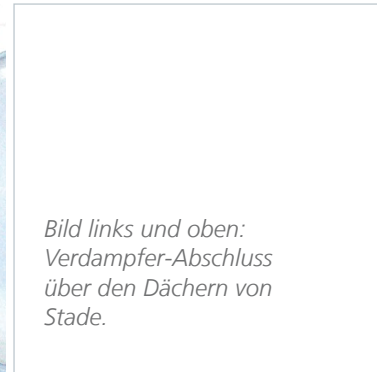 Bild links und oben:
Verdampfer-Abschluss
über den Dächern von
Stade.